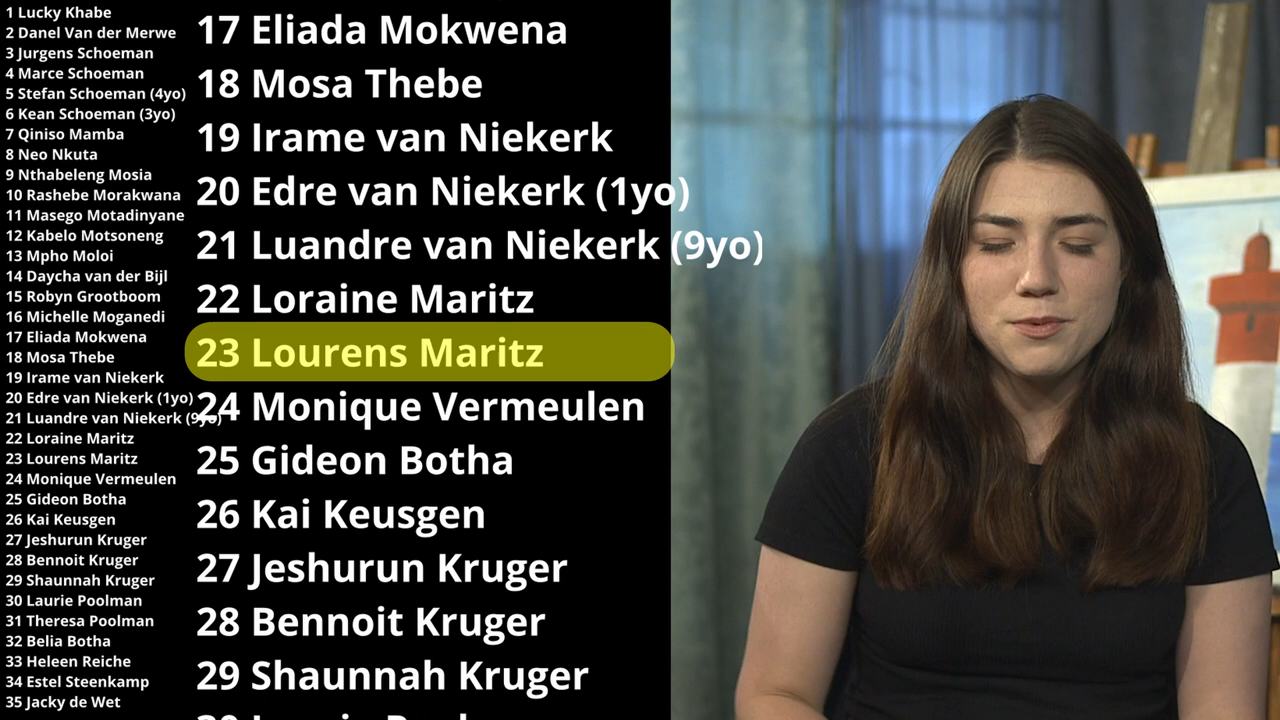 1 Lucky Khabe
2 Danel Van der Merwe
3 Jurgens Schoeman
4 Marce Schoeman
5 Stefan Schoeman (4yo)
6 Kean Schoeman (3yo)
7 Qiniso Mamba
8 Neo Nkuta
9 Nthabeleng Mosia
10 Rashebe Morakwana
11 Masego Motadinyane
12 Kabelo Motsoneng
13 Mpho Moloi
14 Daycha van der Bijl
15 Robyn Grootboom
16 Michelle Moganedi
17 Eliada Mokwena
18 Mosa Thebe
19 Irame van Niekerk
20 Edre van Niekerk (1yo)
21 Luandre van Niekerk (9yo)
22 Loraine Maritz
23 Lourens Maritz
24 Monique Vermeulen
25 Gideon Botha
26 Kai Keusgen
27 Jeshurun Kruger
28 Bennoit Kruger
29 Shaunnah Kruger
30 Laurie Poolman
31 Theresa Poolman
32 Belia Botha
33 Heleen Reiche
34 Estel Steenkamp
35 Jacky de Wet
17 Eliada Mokwena
18 Mosa Thebe
19 Irame van Niekerk
20 Edre van Niekerk (1yo)
21 Luandre van Niekerk (9yo)
22 Loraine Maritz
23 Lourens Maritz
24 Monique Vermeulen
25 Gideon Botha
26 Kai Keusgen
27 Jeshurun Kruger
28 Bennoit Kruger
29 Shaunnah Kruger